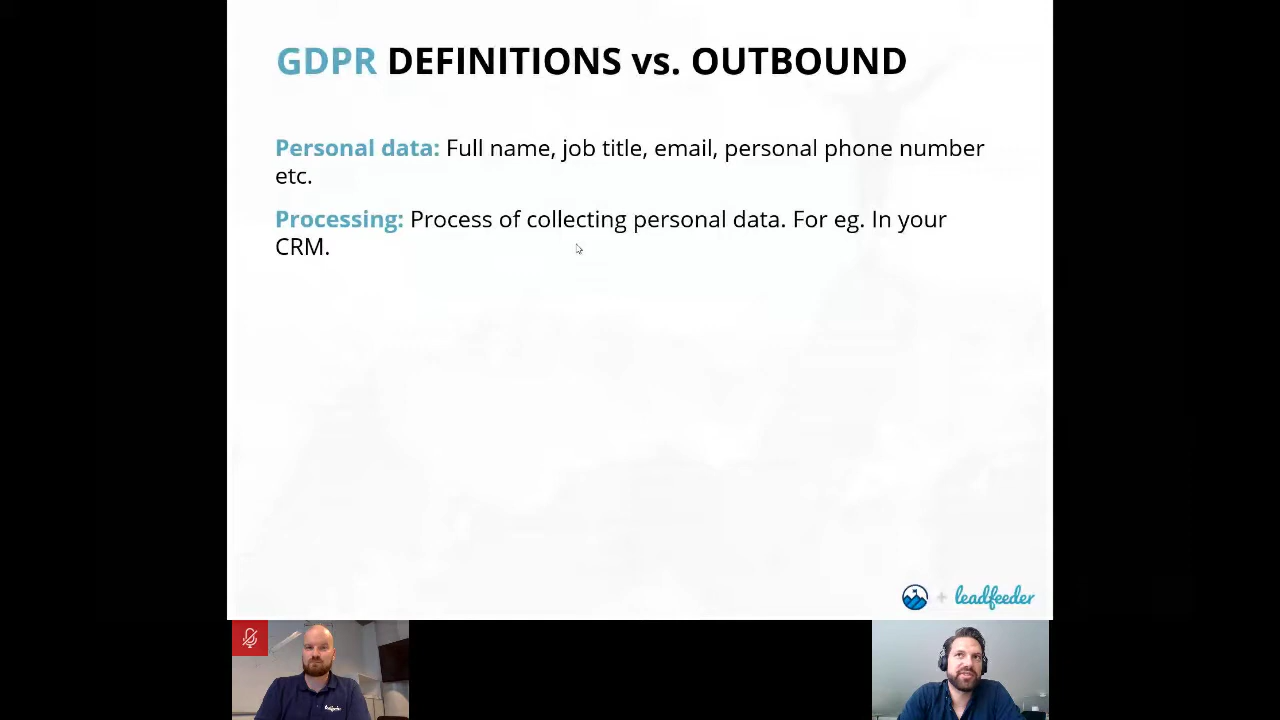 GDPR DEFINITIONS vs. OUTBOUND
Personal data: Full name, job title, email, personal phone number
etc.
Processing: Process of collecting personal data. For eg. In your
CRM.
+ leadfeeder